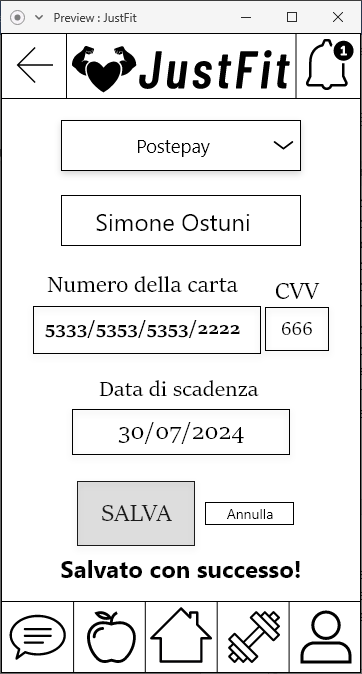 Preview : JustFit
JustFit
1
Postepay
Simone Ostuni
Numero della carta
CVV
5333/5353/5353/2222
666
Data di scadenza
30/07/2024
SALVA
Annulla
Salvato con successo!